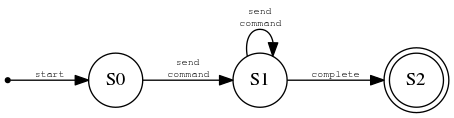 send
command
start
S0
send
command
S1
complete
S2